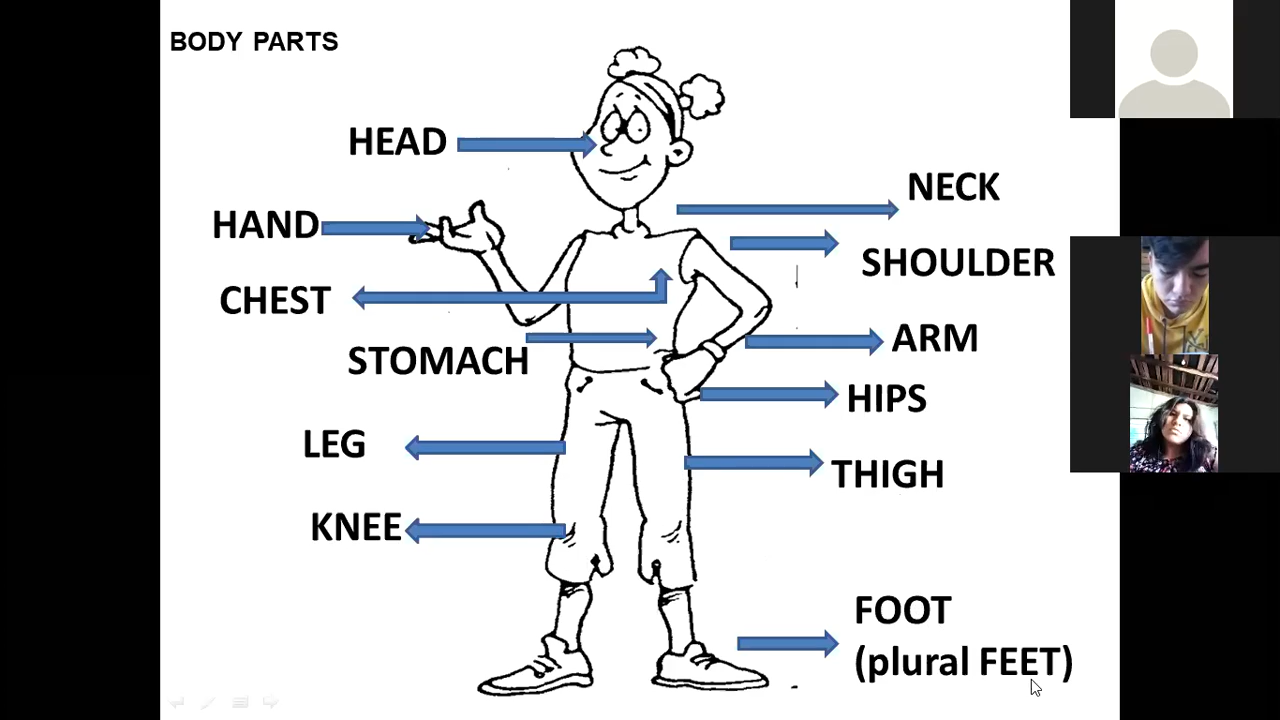 BODY PARTS
HEAD
HAND
CHEST
STOMACH
LEG
KNEE
NECK
SHOULDER
ARM
HIPS
THIGH
FOOT
(plural FEET)